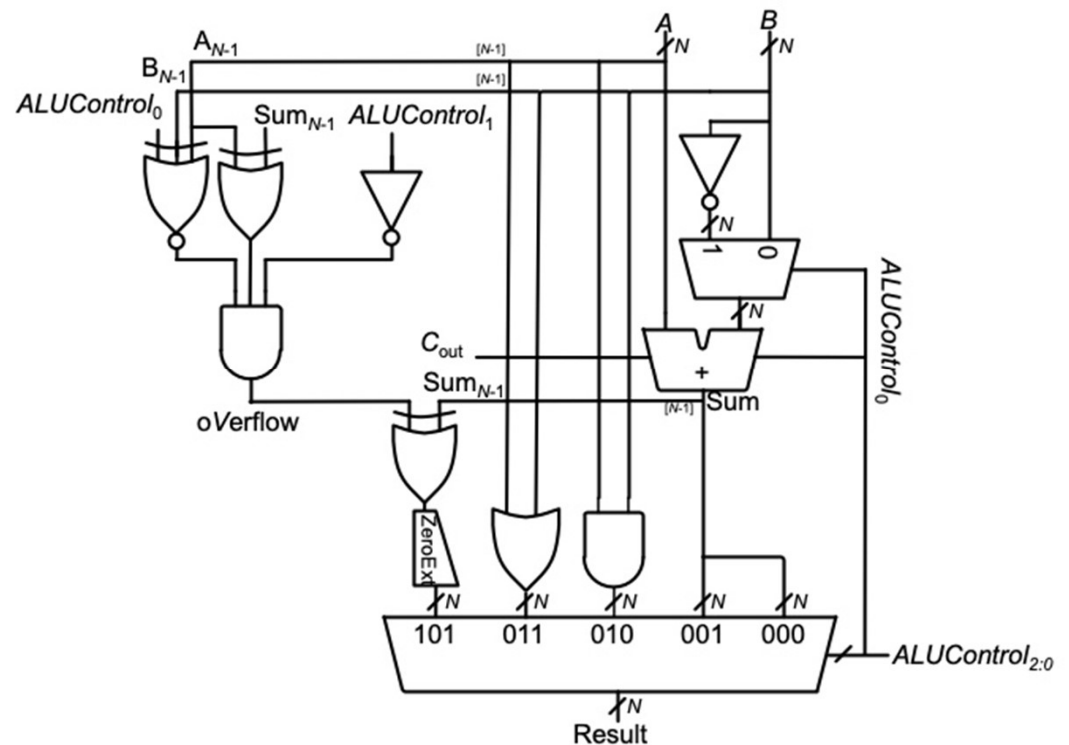 A B
N N
A_{N-1} [N-1]
B_{N-1} [N-1]
ALUControl_0 Sum_{N-1} ALUControl_1
N
1 0
ALUControl_0
N
C_out
+
Sum_{N-1} [N-1] Sum
oVerflow
ZeroExt
N N N N N
101 011 010 001 000
ALUControl_{2:0}
N
Result